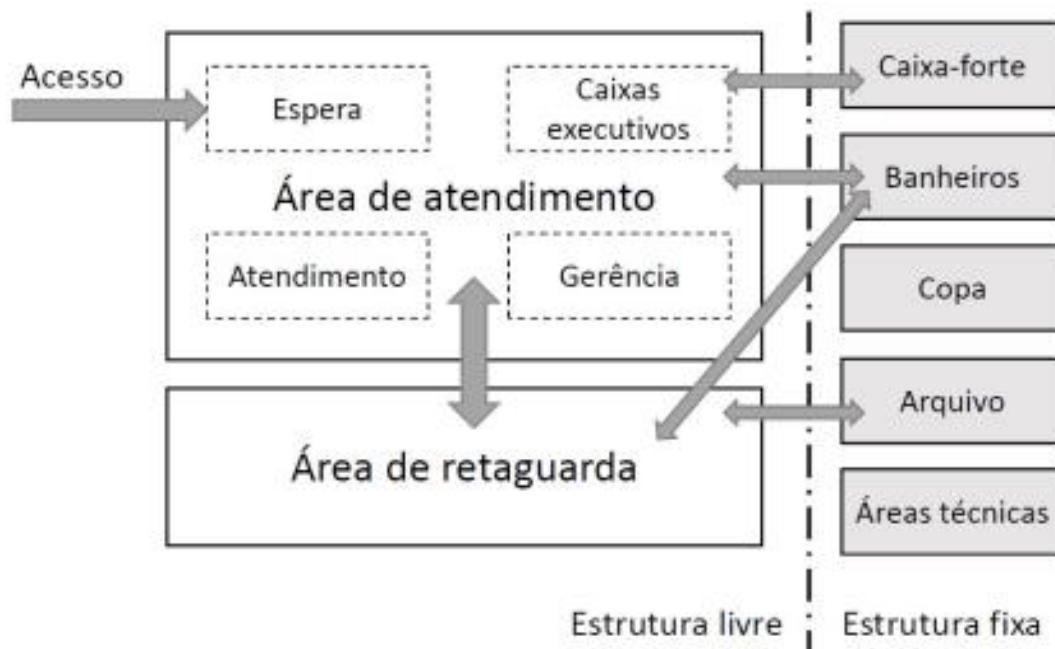 Acesso
Espera
Caixas
executivos
Área de atendimento
Atendimento
Gerência
Área de retaguarda
Caixa-forte
Banheiros
Copa
Arquivo
Áreas técnicas
Estrutura livre
Estrutura fixa